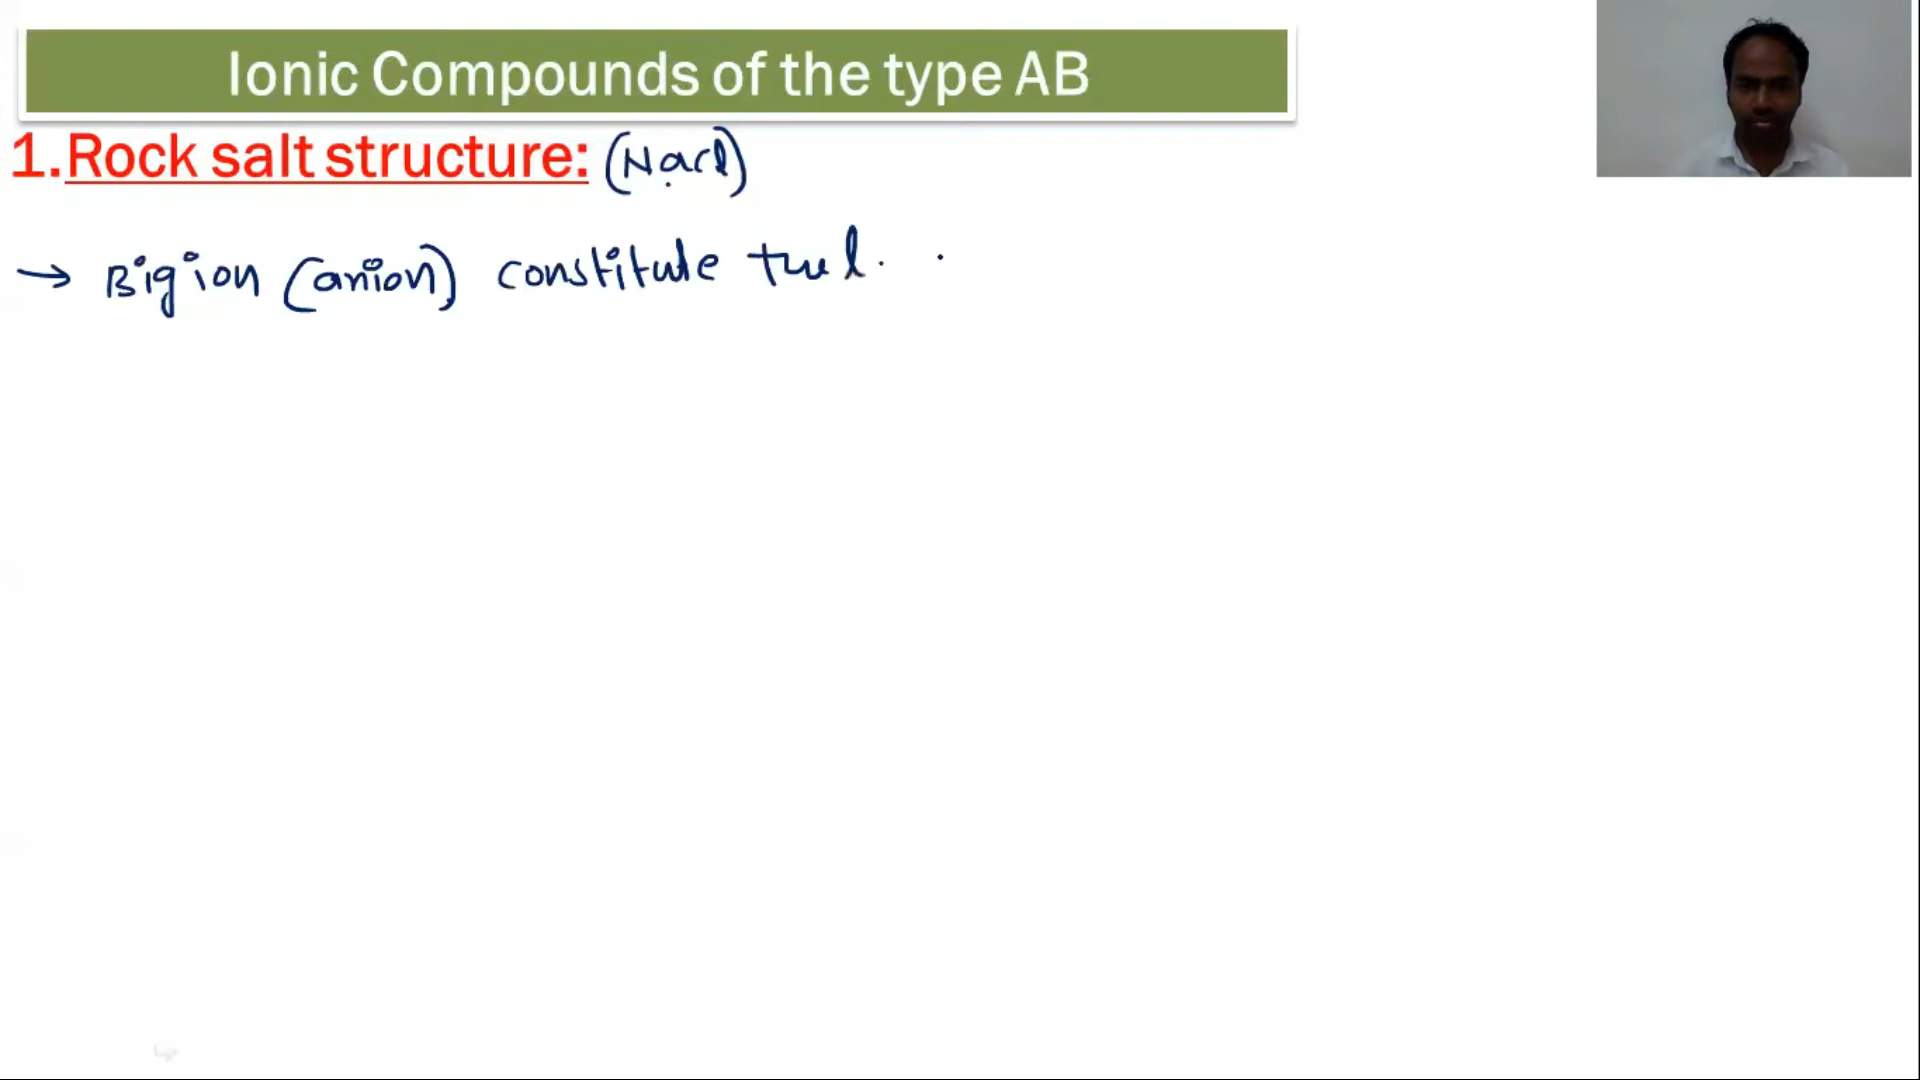 Ionic Compounds of the type AB
1. Rock salt structure: (Nacl)
→ Big ion (anion) constitute the l